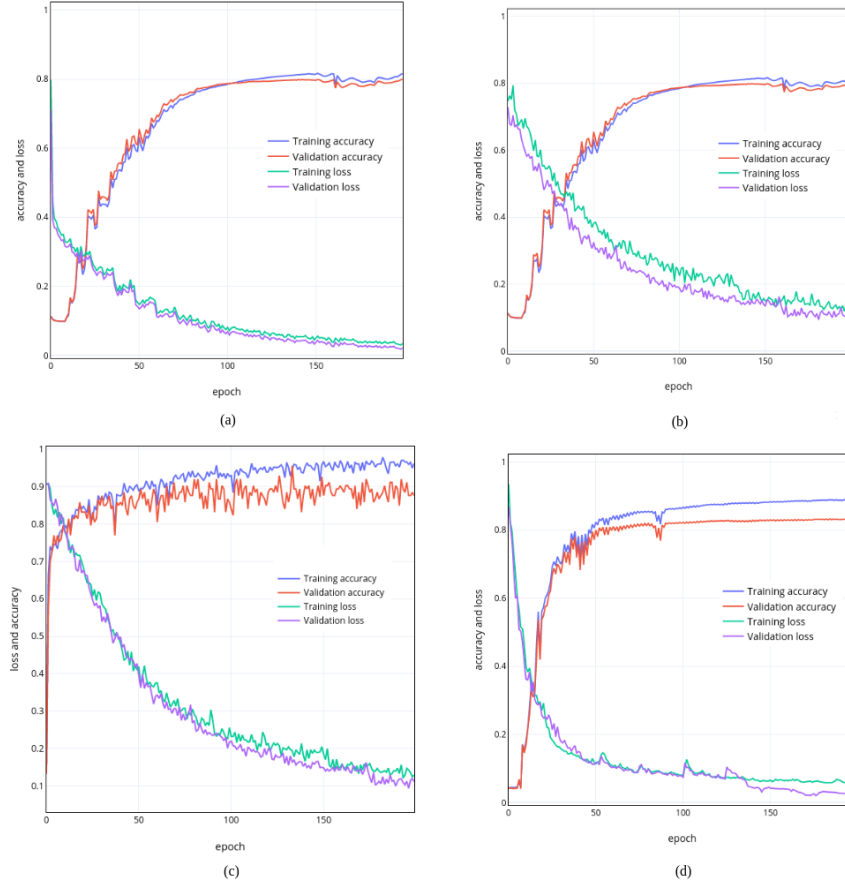 1
0.8
0.6
0.4
0.2
0
0
50
100
150
accuracy and loss
epoch
Training accuracy
Validation accuracy
Training loss
Validation loss
(a)
1
0.8
0.6
0.4
0.2
0
0
50
100
150
accuracy and loss
epoch
Training accuracy
Validation accuracy
Training loss
Validation loss
(b)
1
0.9
0.8
0.7
0.6
0.5
0.4
0.3
0.2
0.1
0
50
100
150
loss and accuracy
epoch
Training accuracy
Validation accuracy
Training loss
Validation loss
(c)
1
0.8
0.6
0.4
0.2
0
0
50
100
150
accuracy and loss
epoch
Training accuracy
Validation accuracy
Training loss
Validation loss
(d)